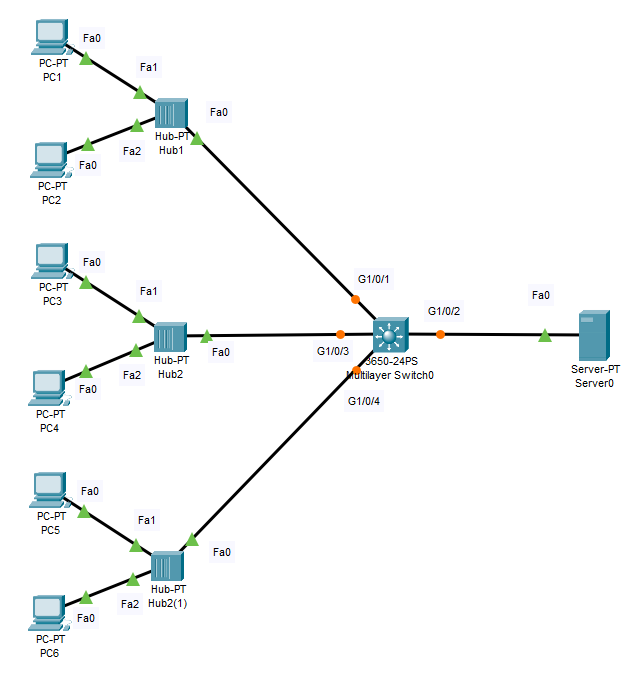 Fa0
PC-PT
PC1
Fa1
Fa0
Hub-PT
Hub1
Fa2
Fa0
PC-PT
PC2
Fa0
PC-PT
PC3
Fa1
G1/0/1
G1/0/2
Fa0
Hub-PT
Hub2
Fa0
G1/0/3
3650-24PS
Multilayer Switch0
Server-PT
Server0
Fa2
Fa0
PC-PT
PC4
G1/0/4
Fa0
PC-PT
PC5
Fa1
Fa0
Hub-PT
Hub2(1)
Fa2
Fa0
PC-PT
PC6